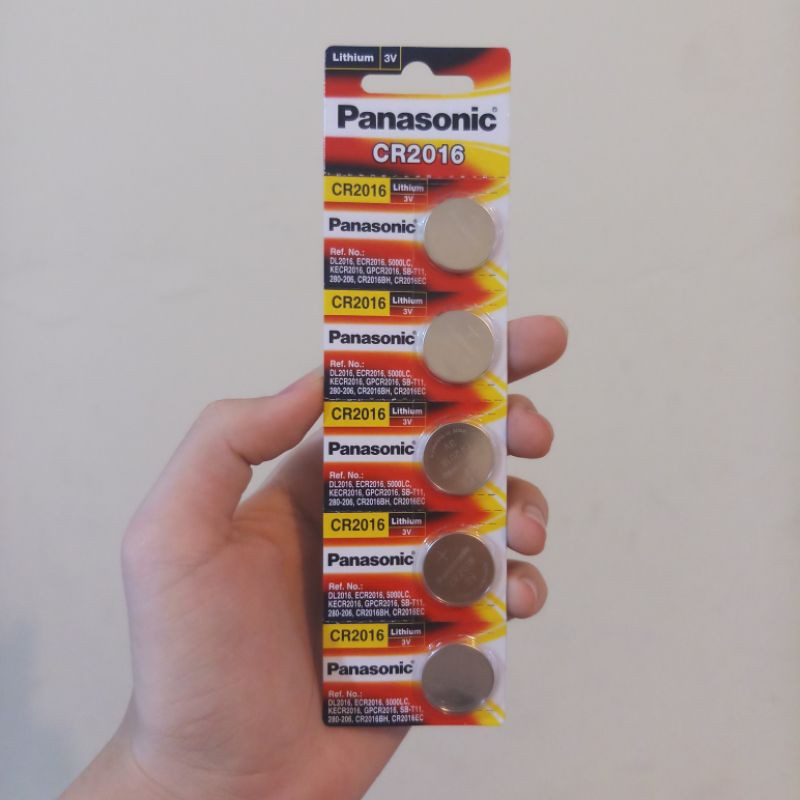 Lithium 3V
Panasonic®
CR2016
CR2016 Lithium 3V
Panasonic®
Ref. No.:
DL2016, ECR2016, 5000LC,
KECR2016, GPCR2016, SB-T11,
280-206, CR2016BH, CR2016EC
CR2016 Lithium 3V
Panasonic
Ref. No.:
DL2016, ECR2016, 5000LC,
KECR2016, GPCR2016, SB-T11,
280-206, CR2016BH, CR2016EC
CR2016 Lithium 3V
Panasonic
Ref. No.:
DL2016, ECR2016, 5000LC,
KECR2016, GPCR2016, SB-T11,
280-206, CR2016BH, CR2016EC
CR2016 Lithium 3V
Panasonic
Ref. No.:
DL2016, ECR2016, 5000LC,
KECR2016, GPCR2016, SB-T11,
280-206, CR2016BH, CR2016EC
CR2016 Lithium 3V
Panasonic
Ref. No.:
DL2016, ECR2016, 5000LC,
KECR2016, GPCR2016, SB-T11,
280-206, CR2016BH, CR2016EC